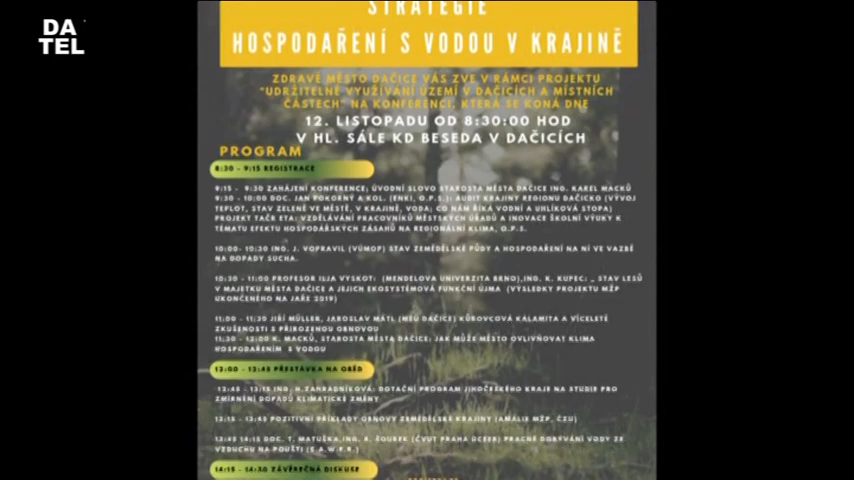 DA
TEL
STRATEGIE
HOSPODAŘENÍ S VODOU V KRAJINĚ
ZDRAVÉ MĚSTO DAČICE VÁS ZVE V RÁMCI PROJEKTU
"UDRŽITELNÉ VYUŽÍVÁNÍ ÚZEMÍ V DAČICÍCH A MÍSTNÍCH
ČÁSTECH" NA KONFERENCI, KTERÁ SE KONÁ DNE
12. LISTOPADU OD 8:30:00 HOD
V HL. SÁLE KD BESEDA V DAČICÍCH
PROGRAM
8:30 - 9:15 REGISTRACE
9:15 - 9:30 ZAHÁJENÍ KONFERENCE; ÚVODNÍ SLOVO STAROSTA MĚSTA DAČICE ING. KAREL MACKŮ
9:30 - 10:00 DOC. JAN POKORNÝ A KOL. (ENKI, O.P.S.): AUDIT KRAJINY REGIONU DAČICKO (VÝVOJ
TEPLOT, STAV ZELENĚ VE MĚSTĚ, V KRAJINĚ, VODA; CO NÁM ŘÍKÁ VODNÍ A UHLÍKOVÁ STOPA)
PROJEKT TAČR ÉTA: VZDĚLÁVÁNÍ PRACOVNÍKŮ MĚSTSKÝCH ÚŘADŮ A INOVACE ŠKOLNÍ VÝUKY K
TÉMATU EFEKTU HOSPODÁŘSKÝCH ZÁSAHŮ NA REGIONÁLNÍ KLIMA, O.P.S.
10:00- 10:30 ING. J. VOPRAVIL (VÚMOP) STAV ZEMĚDĚLSKÉ PŮDY A HOSPODAŘENÍ NA NÍ VE VAZBĚ
NA DOPADY SUCHA.
10:30 - 11:00 PROFESOR ILJA VYSKOT: (MENDELOVA UNIVERZITA BRNO),ING. K. KUPEC: „ STAV LESŮ
V MAJETKU MĚSTA DAČICE A JEJICH EKOSYSTÉMOVÁ FUNKČNÍ ÚJMA (VÝSLEDKY PROJEKTU MŽP
UKONČENÉHO NA JAŘE 2019)
11:00 - 11:30 JIŘÍ MÜLLER, JAROSLAV MÁTL (MĚÚ DAČICE) KŮROVCOVÁ KALAMITA A VÍCELETÉ
ZKUŠENOSTI S PŘIROZENOU OBNOVOU
11:30 - 12:00 K. MACKŮ, STAROSTA MĚSTA DAČICE: JAK MŮŽE MĚSTO OVLIVŇOVAT KLIMA
HOSPODAŘENÍM S VODOU
12:00 - 12:45 PŘESTÁVKA NA OBĚD
12:45 - 13:15 ING. H.ZAHRADNÍKOVÁ: DOTAČNÍ PROGRAM JIHOČESKÉHO KRAJE NA STUDIE PRO
ZMÍRNĚNÍ DOPADŮ KLIMATICKÉ ZMĚNY
13:15 - 13:45 POZITIVNÍ PŘÍKLADY OBNOVY ZEMĚDĚLSKÉ KRAJINY (AMÁLIE MŽP, ČZU)
13:45 14:15 DOC. T. MATUŠKA,ING. B. ŠOUREK (ČVUT PRAHA UCEEB) PRACNÉ DOBÝVÁNÍ VODY ZE
VZDUCHU NA POUŠTI (S.A.W.E.R.)
14:15 - 14:30 ZÁVĚREČNÁ DISKUSE